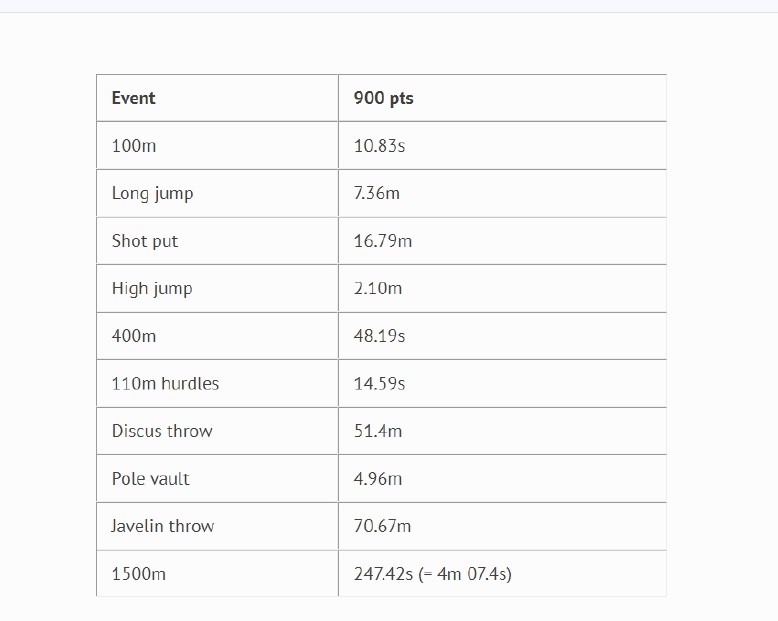 Event 900 pts
100m 10.83s
Long jump 7.36m
Shot put 16.79m
High jump 2.10m
400m 48.19s
110m hurdles 14.59s
Discus throw 51.4m
Pole vault 4.96m
Javelin throw 70.67m
1500m 247.42s (= 4m 07.4s)